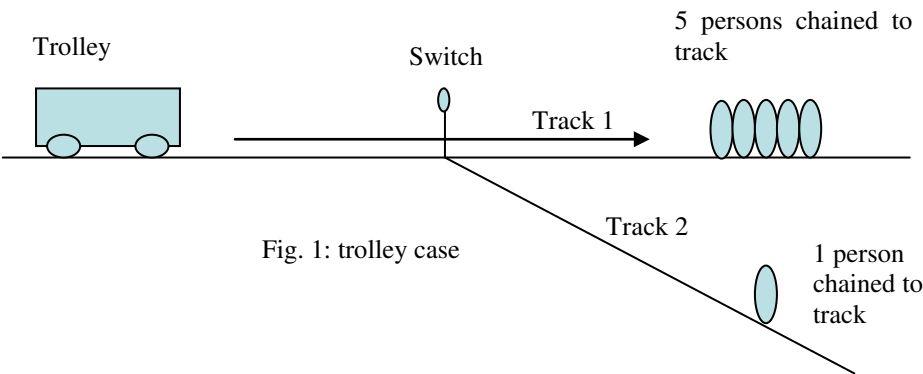 Trolley
Switch
5 persons chained to
track
Track 1
Track 2
Fig. 1: trolley case
1 person
chained to
track